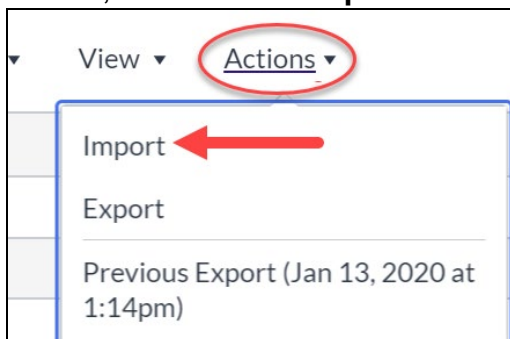 View ▾ Actions ▾
Import
Export
Previous Export (Jan 13, 2020 at
1:14pm)